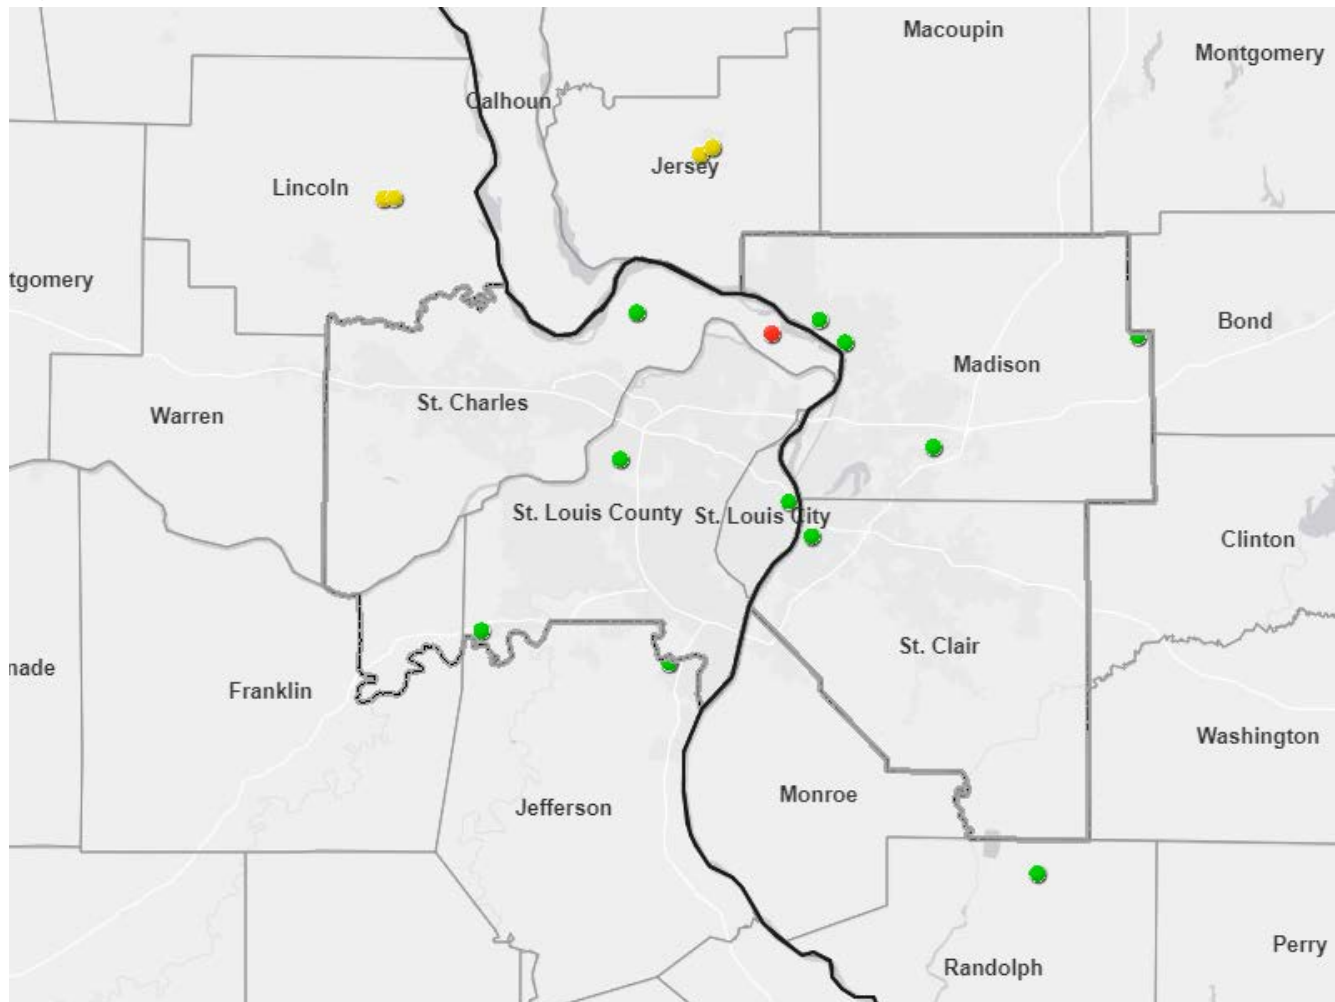 Macoupin
Montgomery
Calhoun
Jersey
Lincoln
tgomery
Bond
Madison
St. Charles
Warren
St. Louis County
St. Louis City
Clinton
St. Clair
nade
Franklin
Washington
Monroe
Jefferson
Perry
Randolph